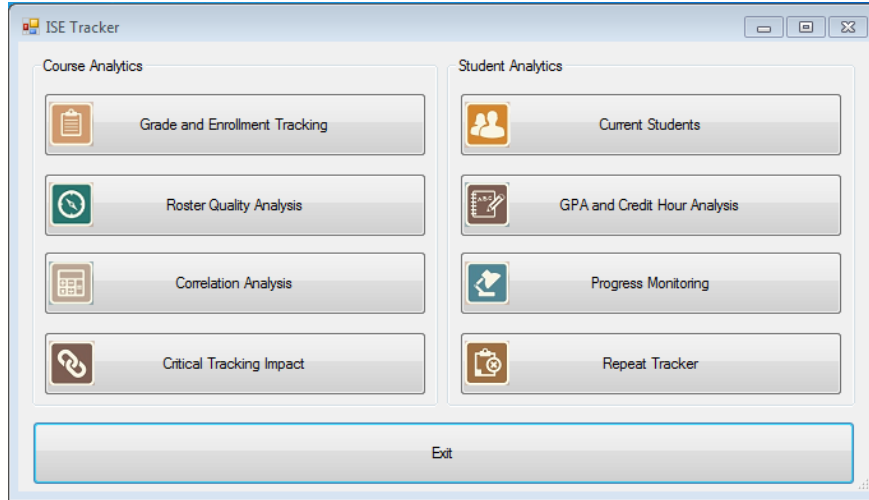 ISE Tracker
Course Analytics
Grade and Enrollment Tracking
Roster Quality Analysis
Correlation Analysis
Critical Tracking Impact
Student Analytics
Current Students
GPA and Credit Hour Analysis
Progress Monitoring
Repeat Tracker
Exit